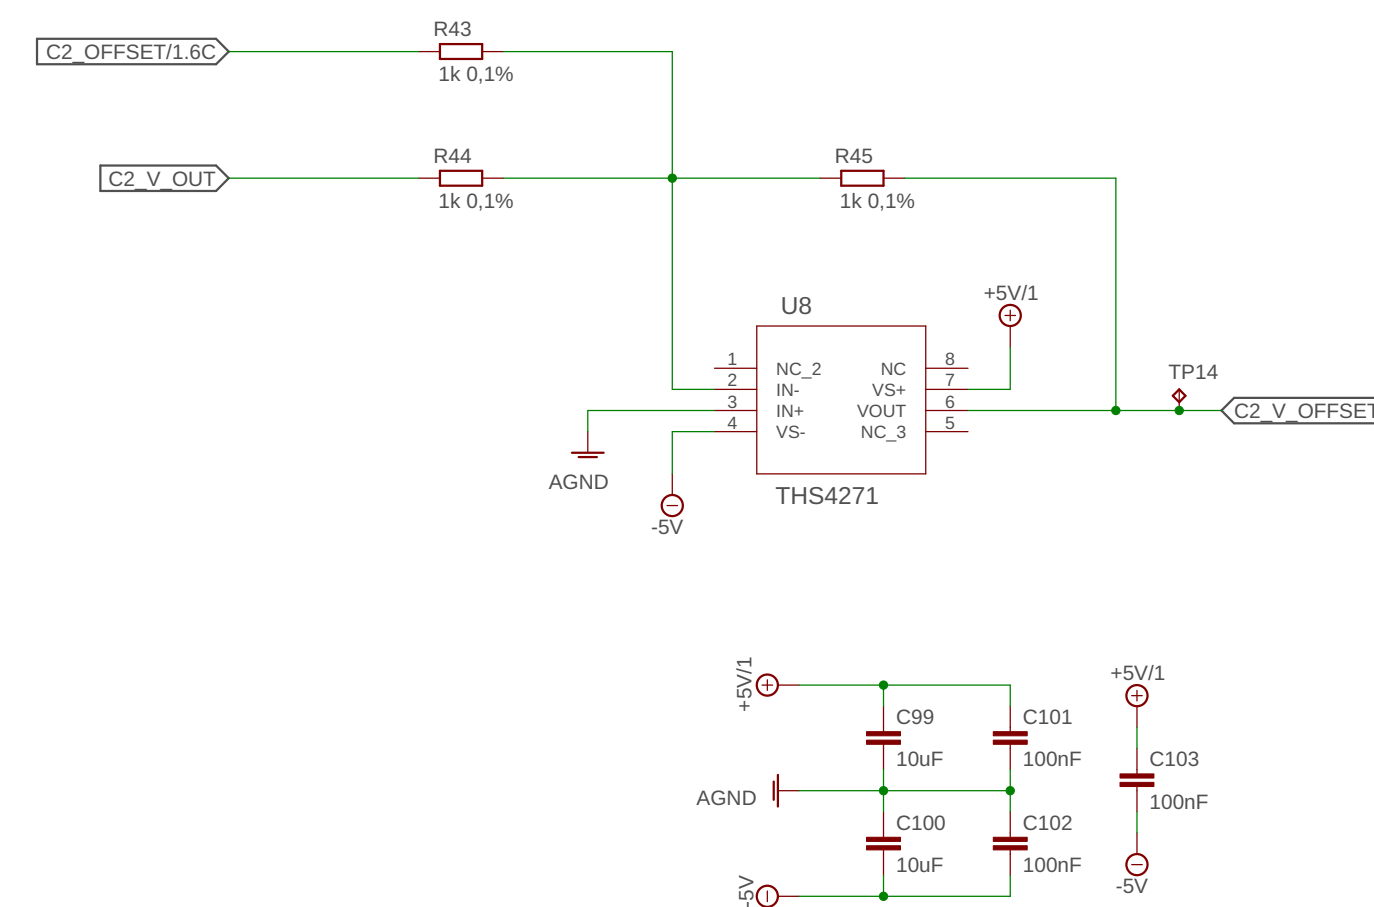 R43
C2_OFFSET/1.6C
1k 0,1%
R44
R45
C2_V_OUT
1k 0,1%
1k 0,1%
+5V/1
U8
1
NC_2
NC
8
2
IN-
VS+
7
3
IN+
VOUT
6
4
VS-
NC_3
5
TP14
C2_V_OFFSET
AGND
THS4271
-5V
+5V/1
+5V/1
C99
C101
10uF
100nF
C103
AGND
100nF
C100
C102
10uF
100nF
-5V
-5V